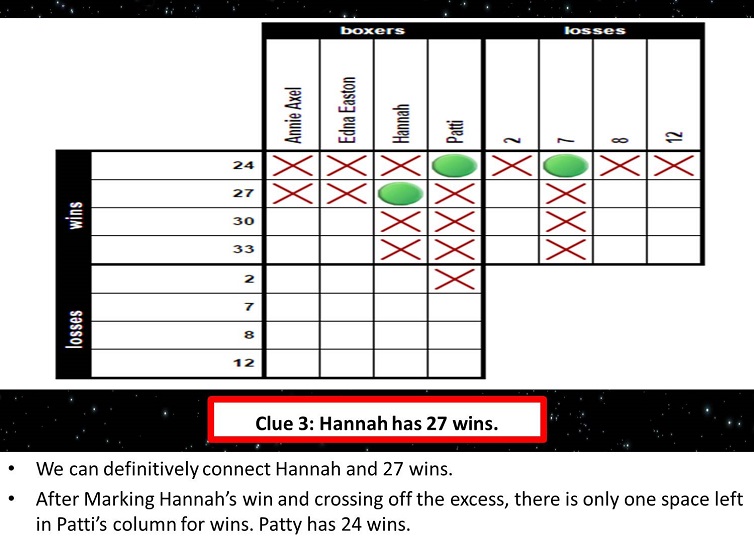 boxers losses
Annie Axel Edna Easton Hannah Patti 2 7 8 12
wins
24
27
30
33
losses
2
7
8
12
Clue 3: Hannah has 27 wins.
• We can definitively connect Hannah and 27 wins.
• After Marking Hannah's win and crossing off the excess, there is only one space left
in Patti's column for wins. Patty has 24 wins.